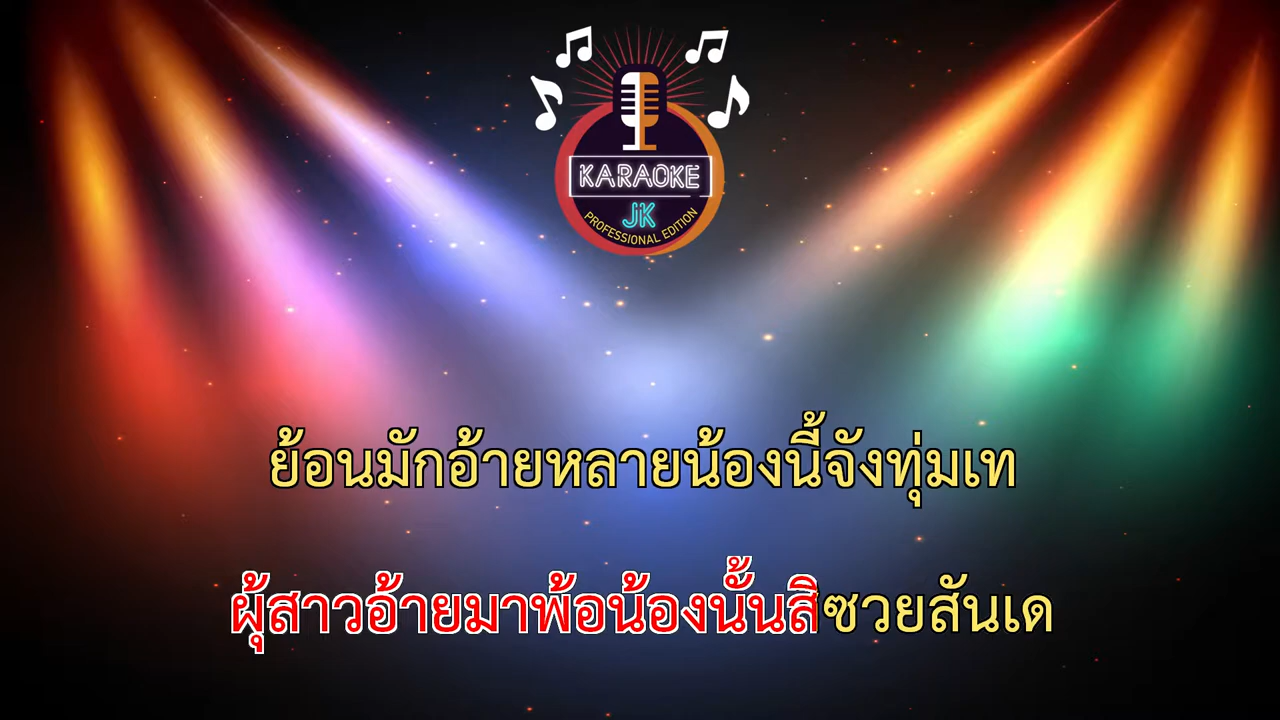 KARAOKE
JK
PROFESSIONAL EDITION
ย้อนมักอ้ายหลายน้องนี้จังทุ่มเท
ผุ้สาวอ้ายมาพ้อน้องนั้นสิซวยสันเด